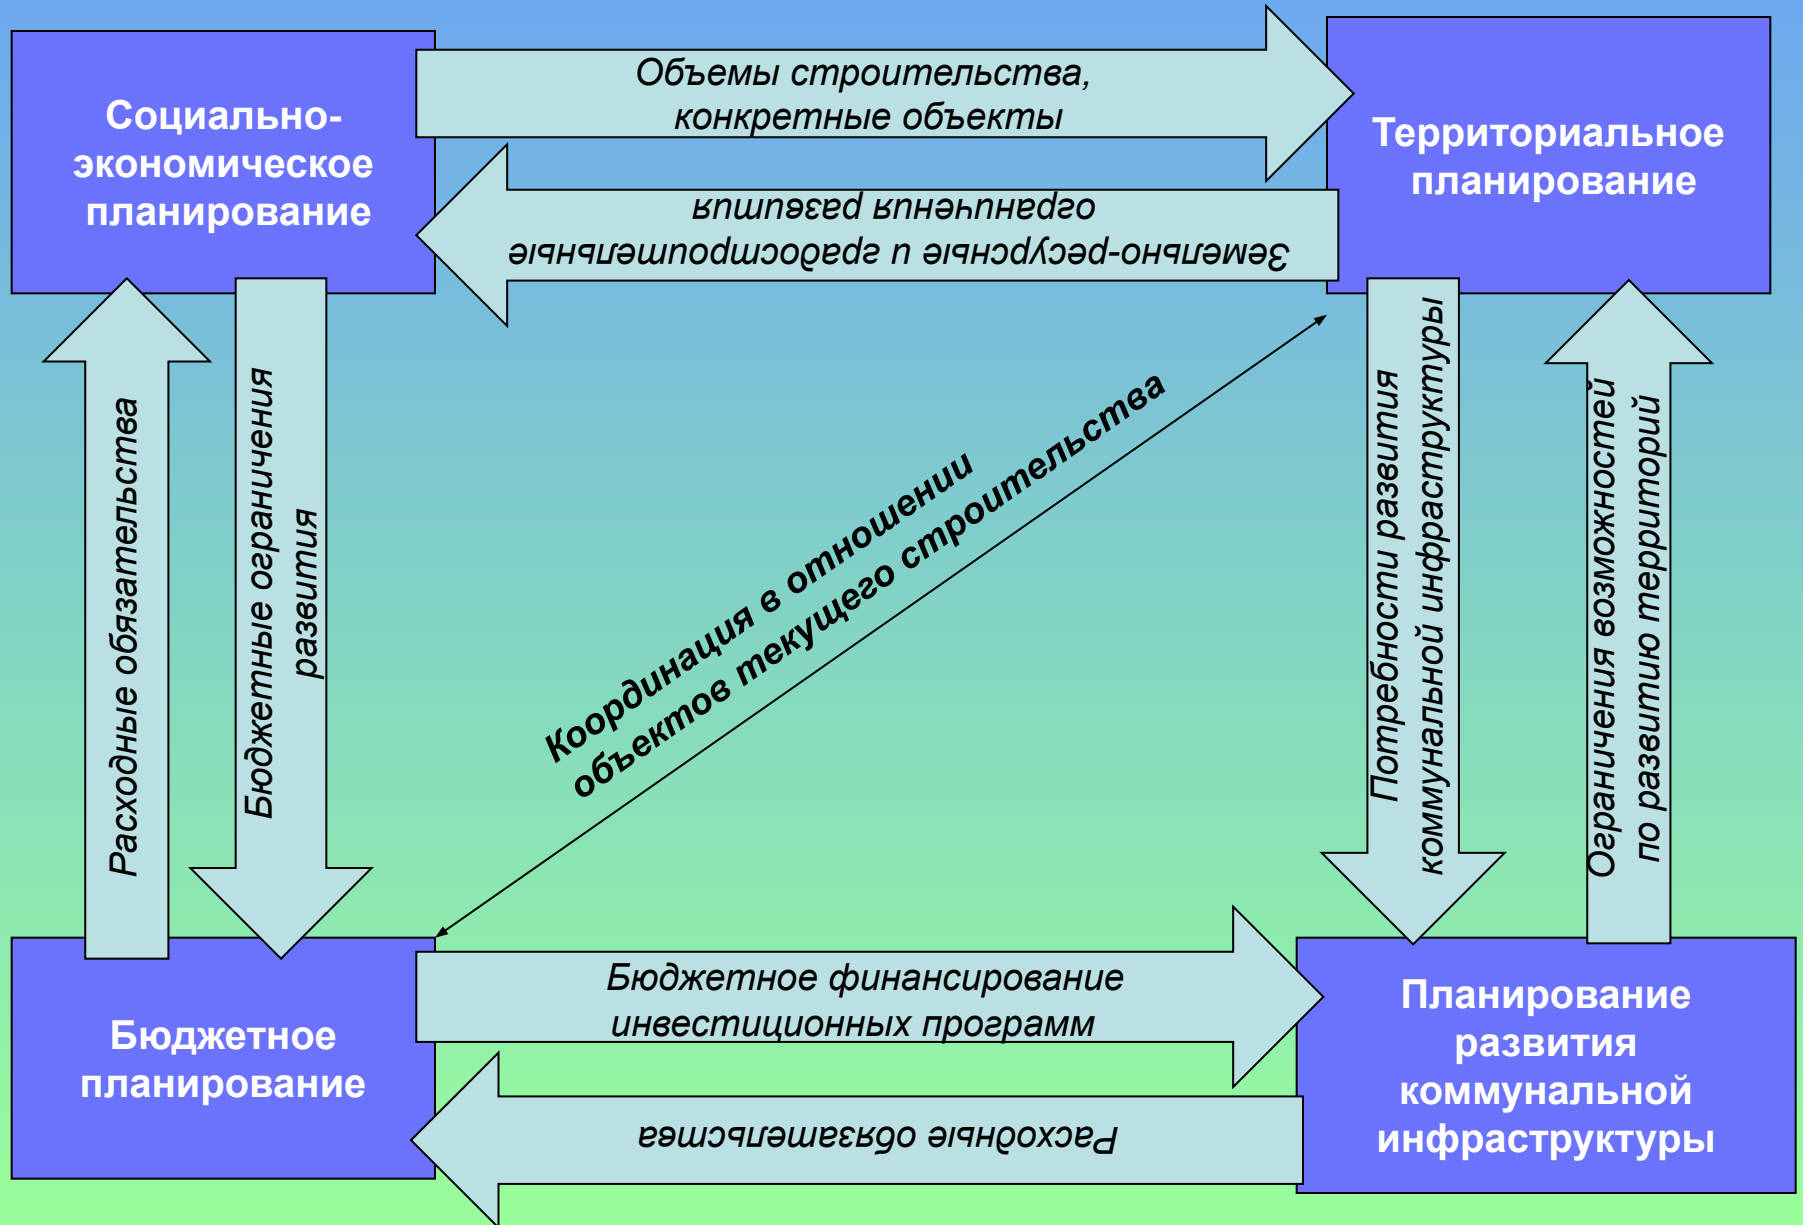 Социально-
экономическое
планирование
Объемы строительства,
конкретные объекты
Территориальное
планирование
Земельно-ресурсные и градостроительные
ограничения развития
Расходные обязательства
Бюджетные ограничения
развития
Координация в отношении
объектов текущего строительства
Потребности развития
коммунальной инфраструктуры
Ограничения возможностей
по развитию территорий
Бюджетное
планирование
Бюджетное финансирование
инвестиционных программ
Расходные обязательства
Планирование
развития
коммунальной
инфраструктуры